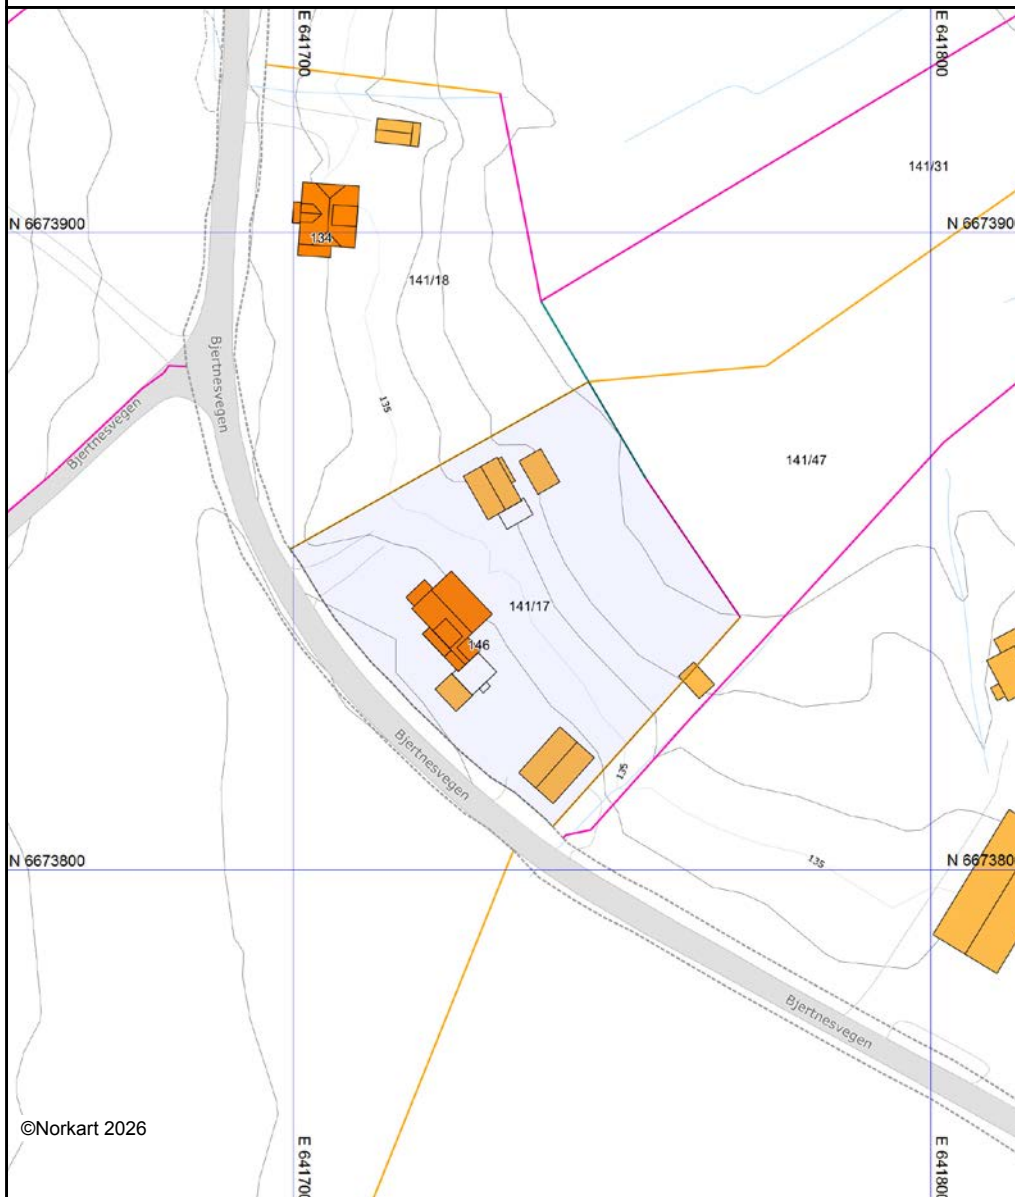 E 641700
E 641800
141/31
N 6673900
N 6673900
134
141/18
Bjertnesvegen
135
Bjertnesvegen
141/47
141/17
146
Bjertnesvegen
135
N 6673800
135
N 6673800
Bjertnesvegen
©Norkart 2026
E 641700
E 641800